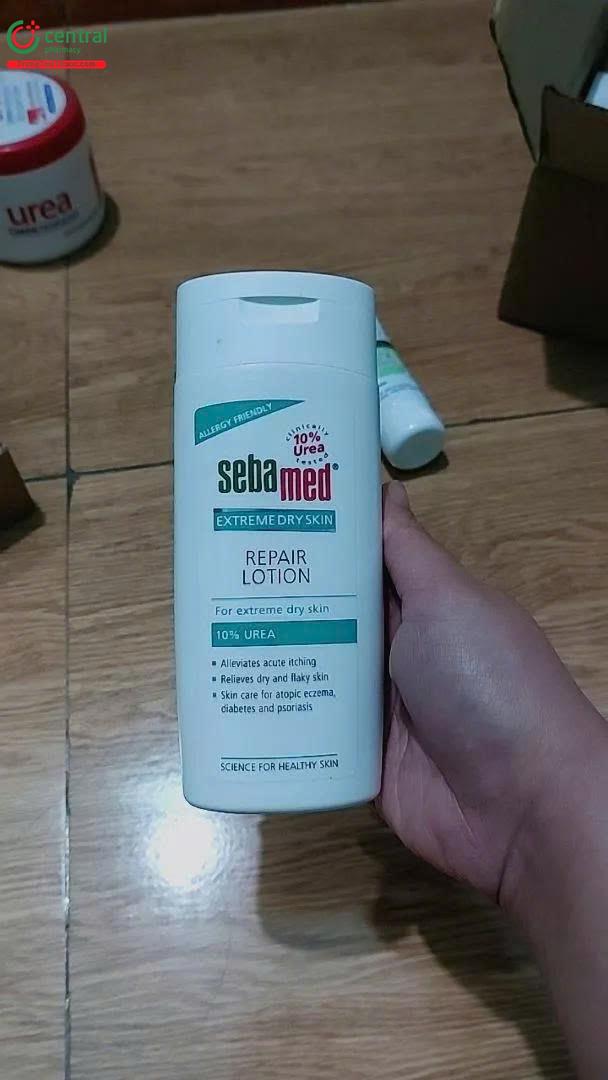 central
pharmacy
urea
ALLERGY FRIENDLY
clinically
10%
Urea
tested
sebamed®
EXTREME DRY SKIN
REPAIR
LOTION
For extreme dry skin
10% UREA
▪ Alleviates acute itching
▪ Relieves dry and flaky skin
▪ Skin care for atopic eczema,
diabetes and psoriasis
SCIENCE FOR HEALTHY SKIN